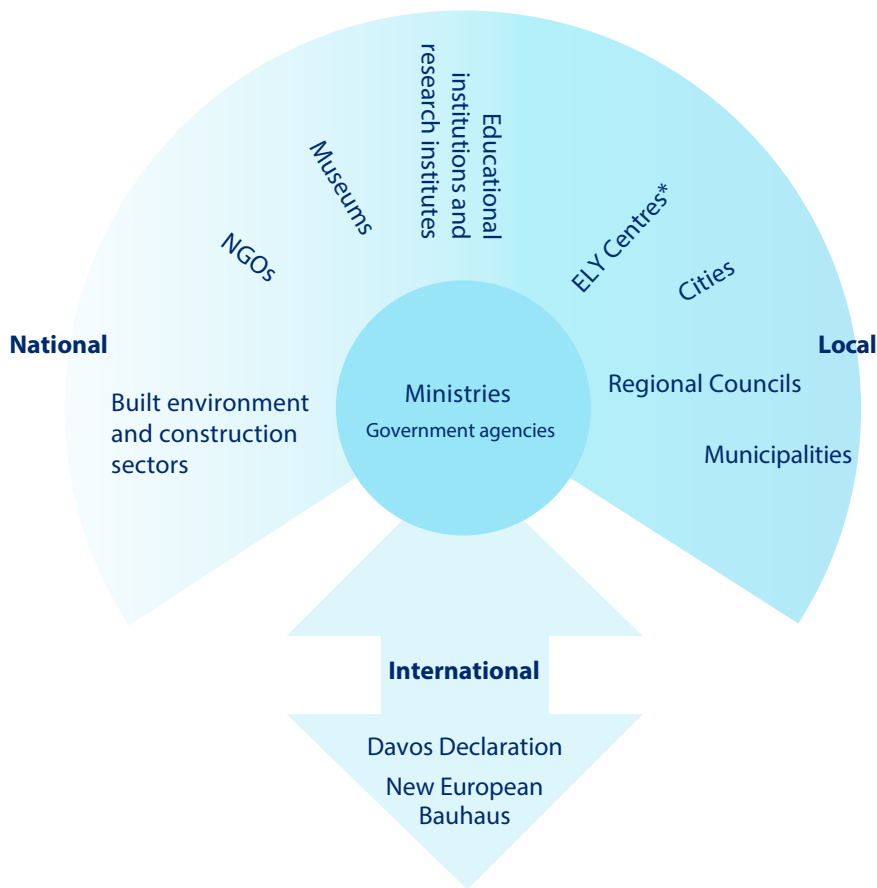 National
Built environment
and construction
sectors
NGOs
Museums
Educational
institutions and
research institutes
ELY Centres*
Cities
Local
Regional Councils
Municipalities
Ministries
Government agencies
International
Davos Declaration
New European
Bauhaus